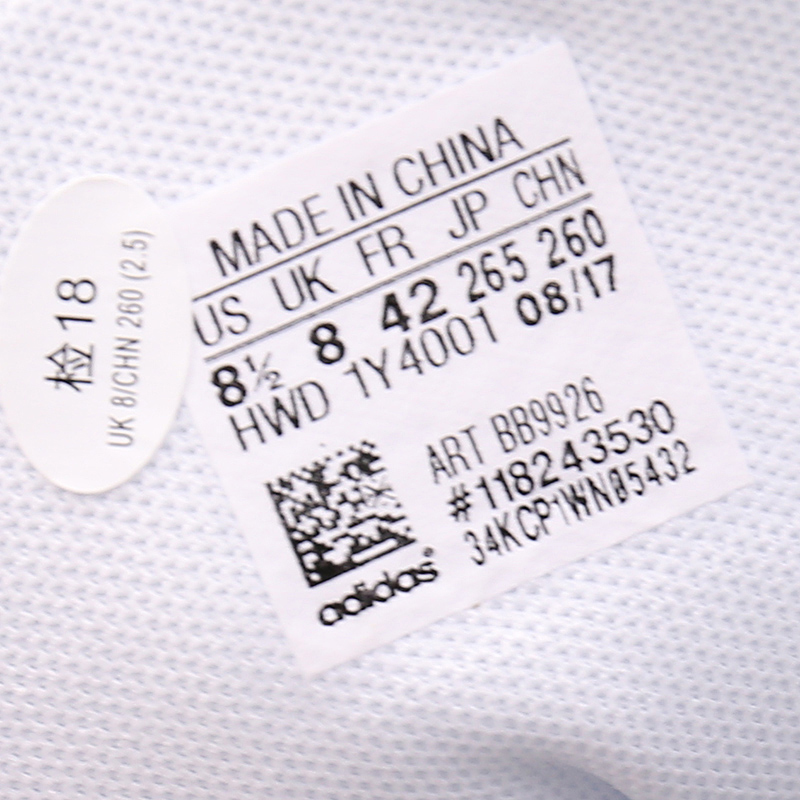 MADE IN CHINA
US UK FR JP CHN
8½ 8 42 265 260
HWD 1Y4001 08/17
ART BB9926
#118243530
34KCP1WN05432
adidas®
检18
UK 8/CHN 260 (2.5)